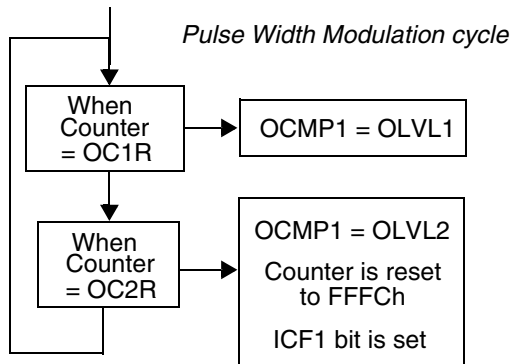 Pulse Width Modulation cycle
When
Counter
= OC1R
OCMP1 = OLVL1
When
Counter
= OC2R
OCMP1 = OLVL2
Counter is reset
to FFFCh
ICF1 bit is set